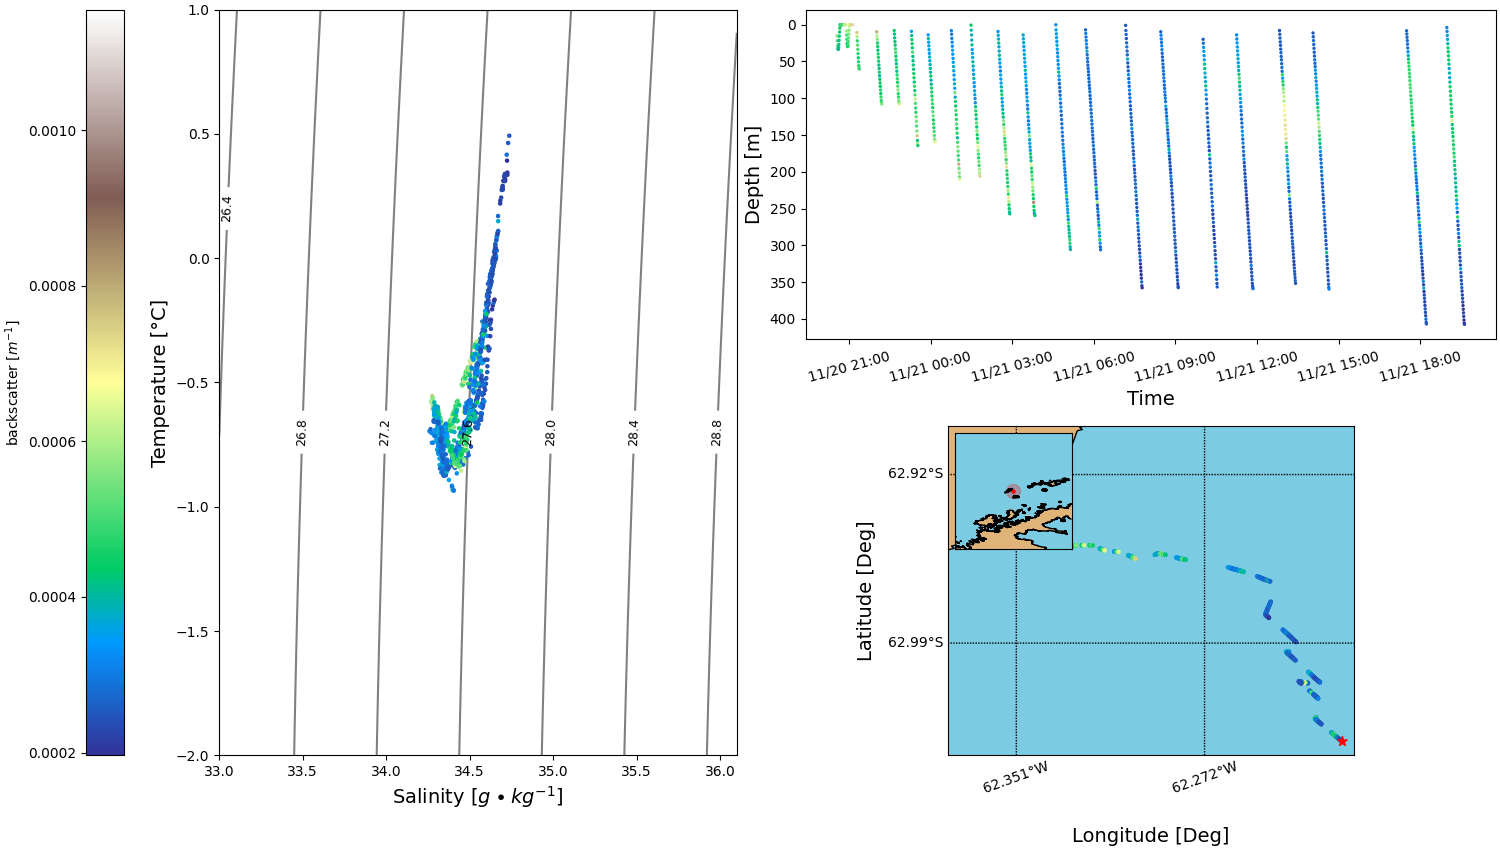 backscatter [m⁻¹]
0.0010
0.0008
0.0006
0.0004
0.0002
Temperature [°C]
1.0
0.5
0.0
−0.5
−1.0
−1.5
−2.0
26.4
26.8
27.2
27.6
28.0
28.4
28.8
33.0 33.5 34.0 34.5 35.0 35.5 36.0
Salinity [g • kg⁻¹]
Depth [m]
0
50
100
150
200
250
300
350
400
11/20 21:00 11/21 00:00 11/21 03:00 11/21 06:00 11/21 09:00 11/21 12:00 11/21 15:00 11/21 18:00
Time
Latitude [Deg]
62.92°S
62.99°S
62.351°W 62.272°W
Longitude [Deg]